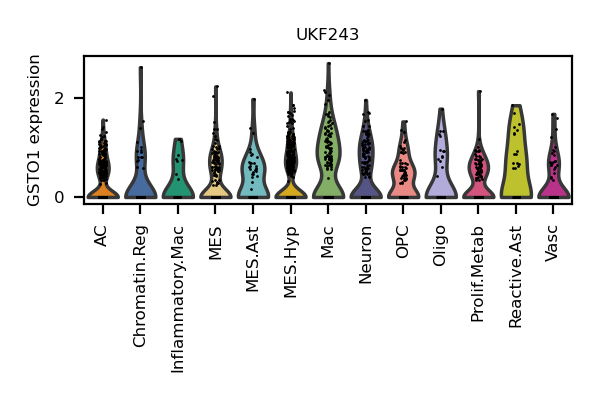 UKF243
GSTO1 expression
2
0
AC
Chromatin.Reg
Inflammatory.Mac
MES
MES.Ast
MES.Hyp
Mac
Neuron
OPC
Oligo
Prolif.Metab
Reactive.Ast
Vasc